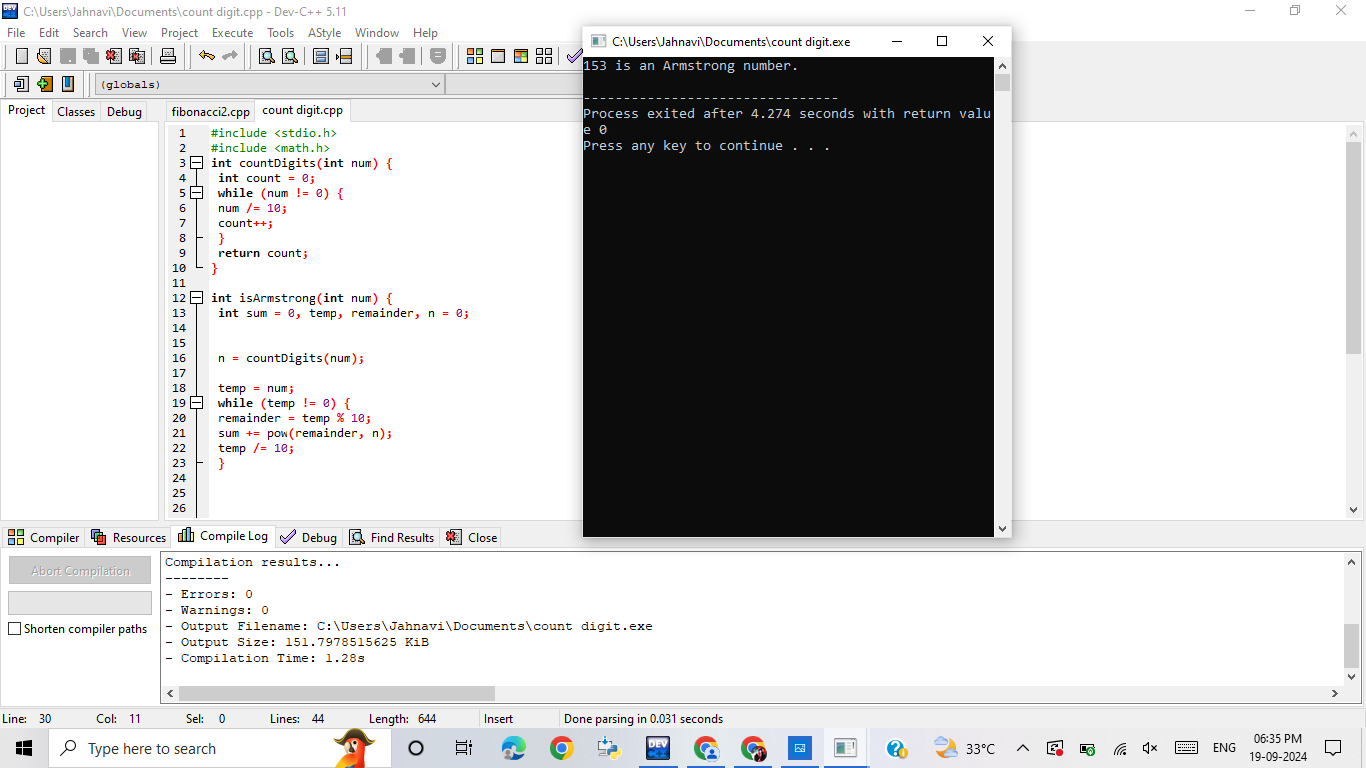 C:\Users\Jahnavi\Documents\count digit.cpp - Dev-C++ 5.11
File Edit Search View Project Execute Tools AStyle Window Help
(globals)
Project Classes Debug
fibonacci2.cpp count digit.cpp
1 #include <stdio.h>
2 #include <math.h>
3 int countDigits(int num) {
4 int count = 0;
5 while (num != 0) {
6 num /= 10;
7 count++;
8 }
9 return count;
10 }
11
12 int isArmstrong(int num) {
13 int sum = 0, temp, remainder, n = 0;
14
15
16 n = countDigits(num);
17
18 temp = num;
19 while (temp != 0) {
20 remainder = temp % 10;
21 sum += pow(remainder, n);
22 temp /= 10;
23 }
24
25
26
C:\Users\Jahnavi\Documents\count digit.exe
153 is an Armstrong number.
--------------------------------
Process exited after 4.274 seconds with return valu
e 0
Press any key to continue . . .
Compiler Resources Compile Log Debug Find Results Close
Abort Compilation
Shorten compiler paths
Compilation results...
--------
- Errors: 0
- Warnings: 0
- Output Filename: C:\Users\Jahnavi\Documents\count digit.exe
- Output Size: 151.7978515625 KiB
- Compilation Time: 1.28s
Line: 30 Col: 11 Sel: 0 Lines: 44 Length: 644 Insert Done parsing in 0.031 seconds
Type here to search
DEV
33°C
ENG
06:35 PM
19-09-2024